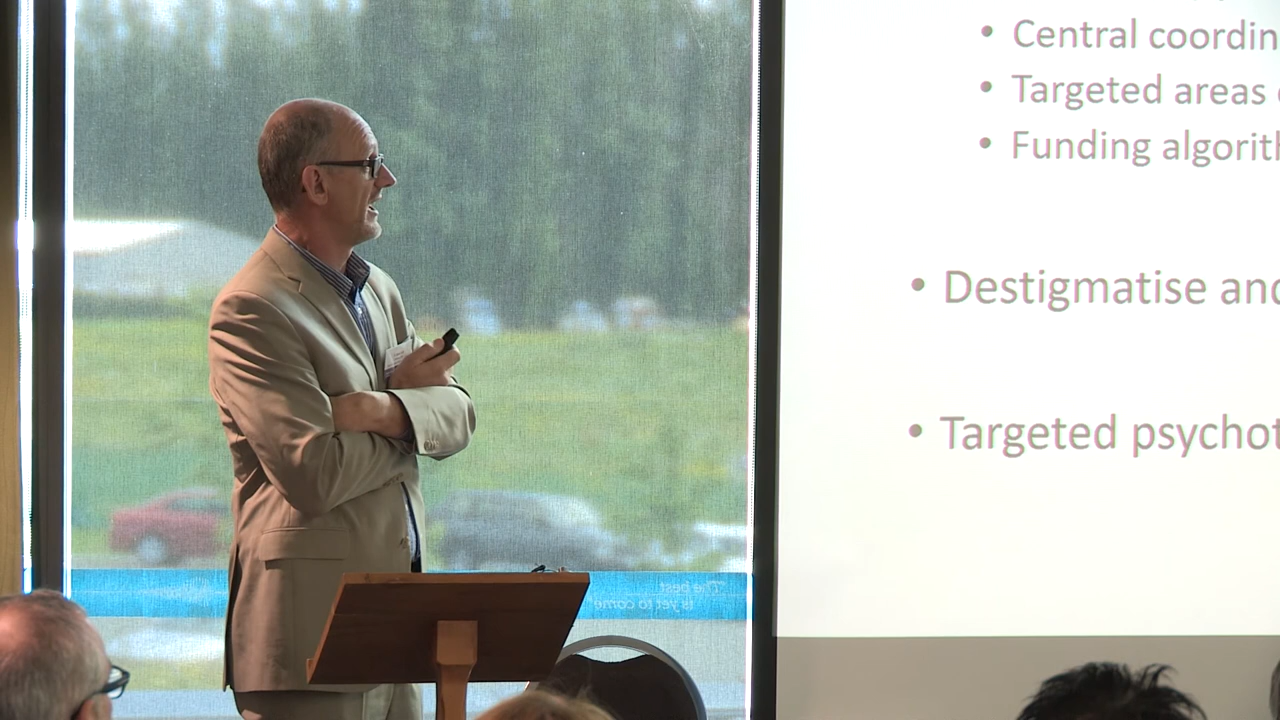 • Central coordin
• Targeted areas
• Funding algorith
• Destigmatise and
• Targeted psychot
The best
is yet to come